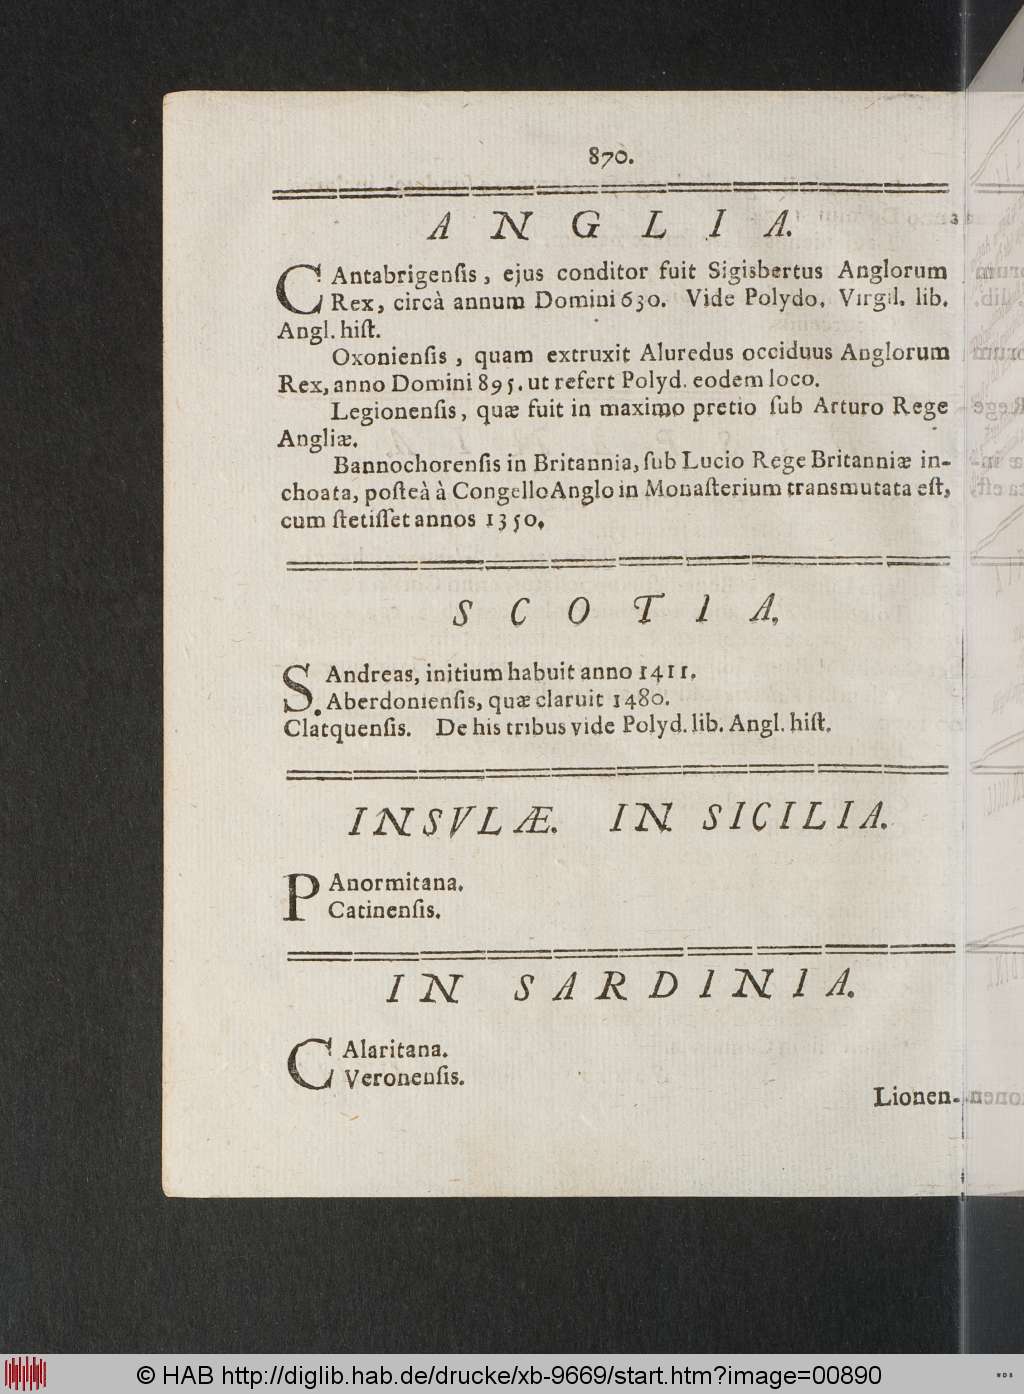 870.
ANGLIA.
CAntabrigenſis, ejus conditor fuit Sigisbertus Anglorum
Rex, circà annum Domini 630. Vide Polydo. Virgil. lib.
Angl. hiſt.
Oxonienſis, quam extruxit Aluredus occiduus Anglorum
Rex, anno Domini 895. ut refert Polyd. eodem loco.
Legionenſis, quæ fuit in maximo pretio ſub Arturo Rege
Angliæ.
Bannochorenſis in Britannia, ſub Lucio Rege Britanniæ in-
choata, poſteà à Congello Anglo in Monaſterium transmutata eſt,
cum ſtetiſſet annos 1350.
SCOTIA.
S. Andreas, initium habuit anno 1411.
Aberdonienſis, quæ claruit 1480.
Clatquenſis. De his tribus vide Polyd. lib. Angl. hiſt.
INSVLÆ. IN SICILIA.
PAnormitana.
Catinenſis.
IN SARDINIA.
CAlaritana.
Veronenſis.
Lionen-
© HAB http://diglib.hab.de/drucke/xb-9669/start.htm?image=00890